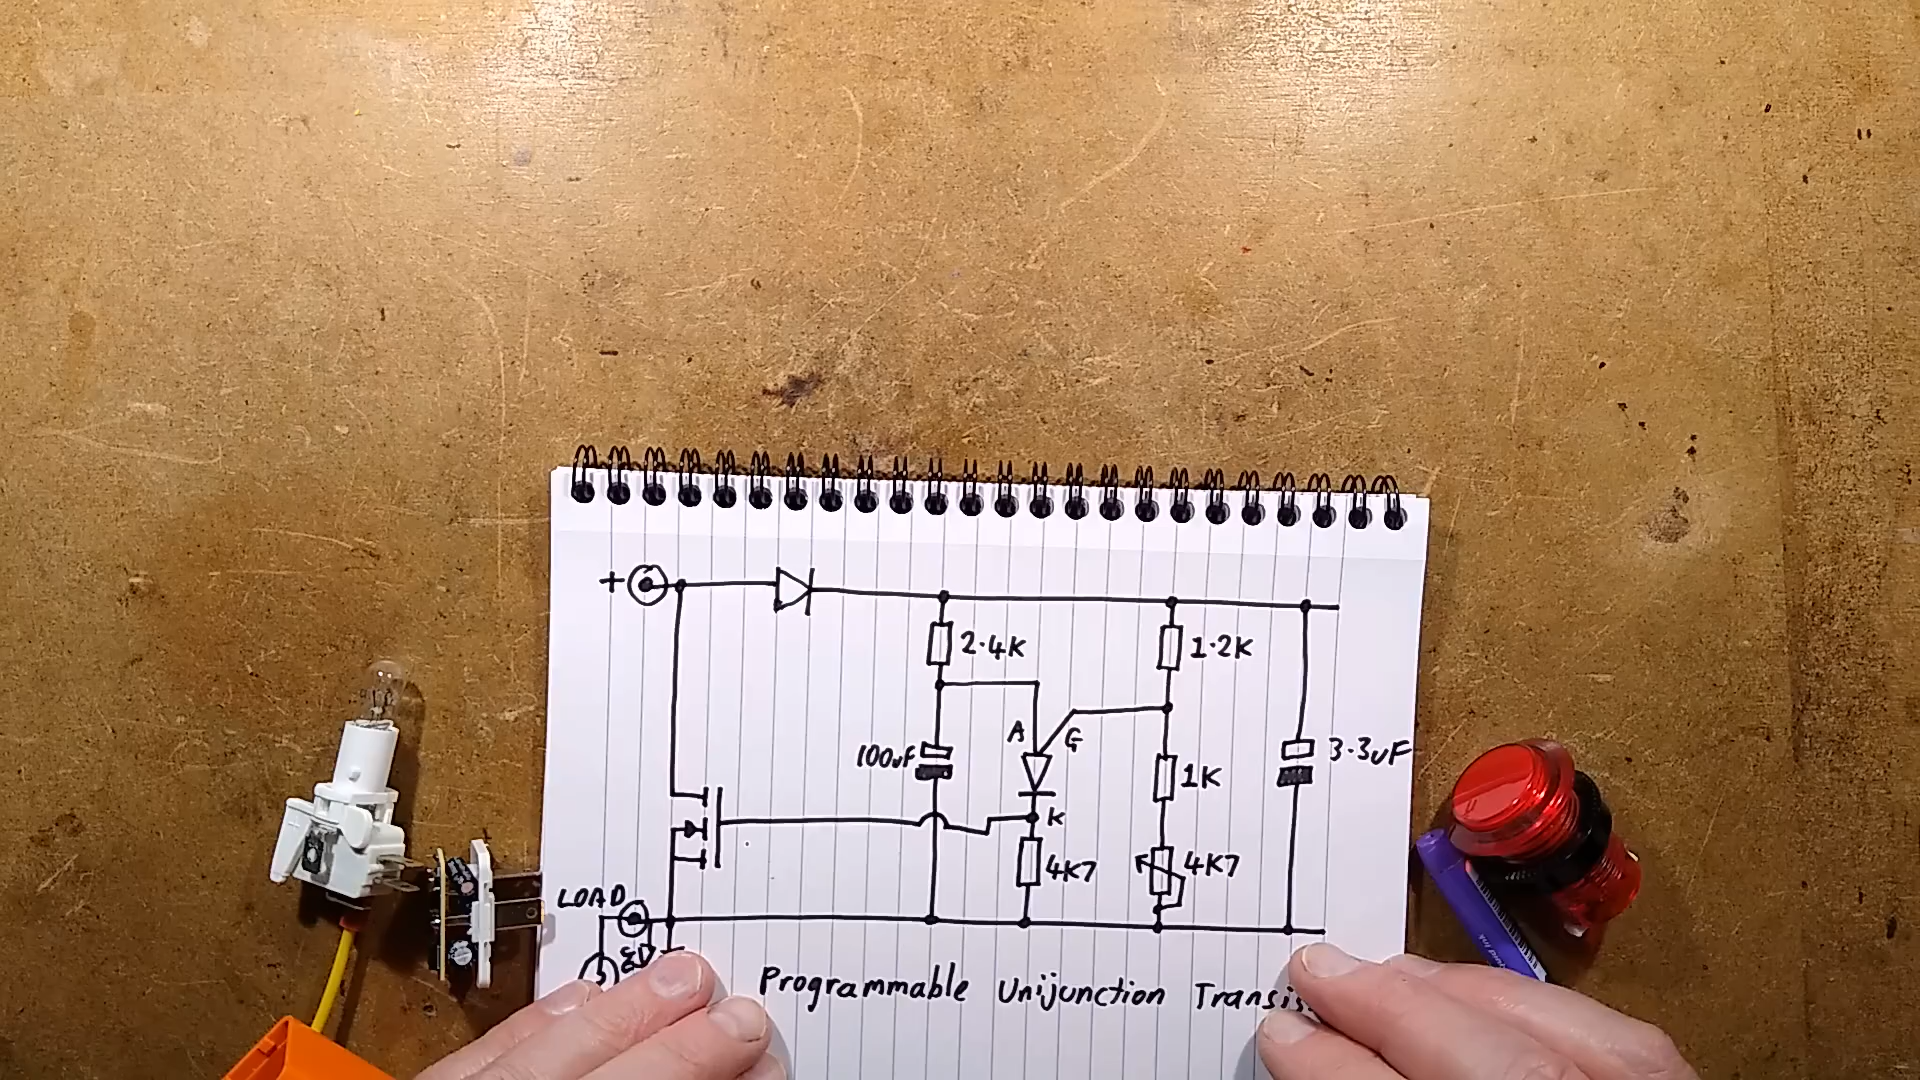 +
2.4K
1.2K
A
G
100uF
3.3uF
1K
K
4K7
4K7
LOAD
Programmable Unijunction